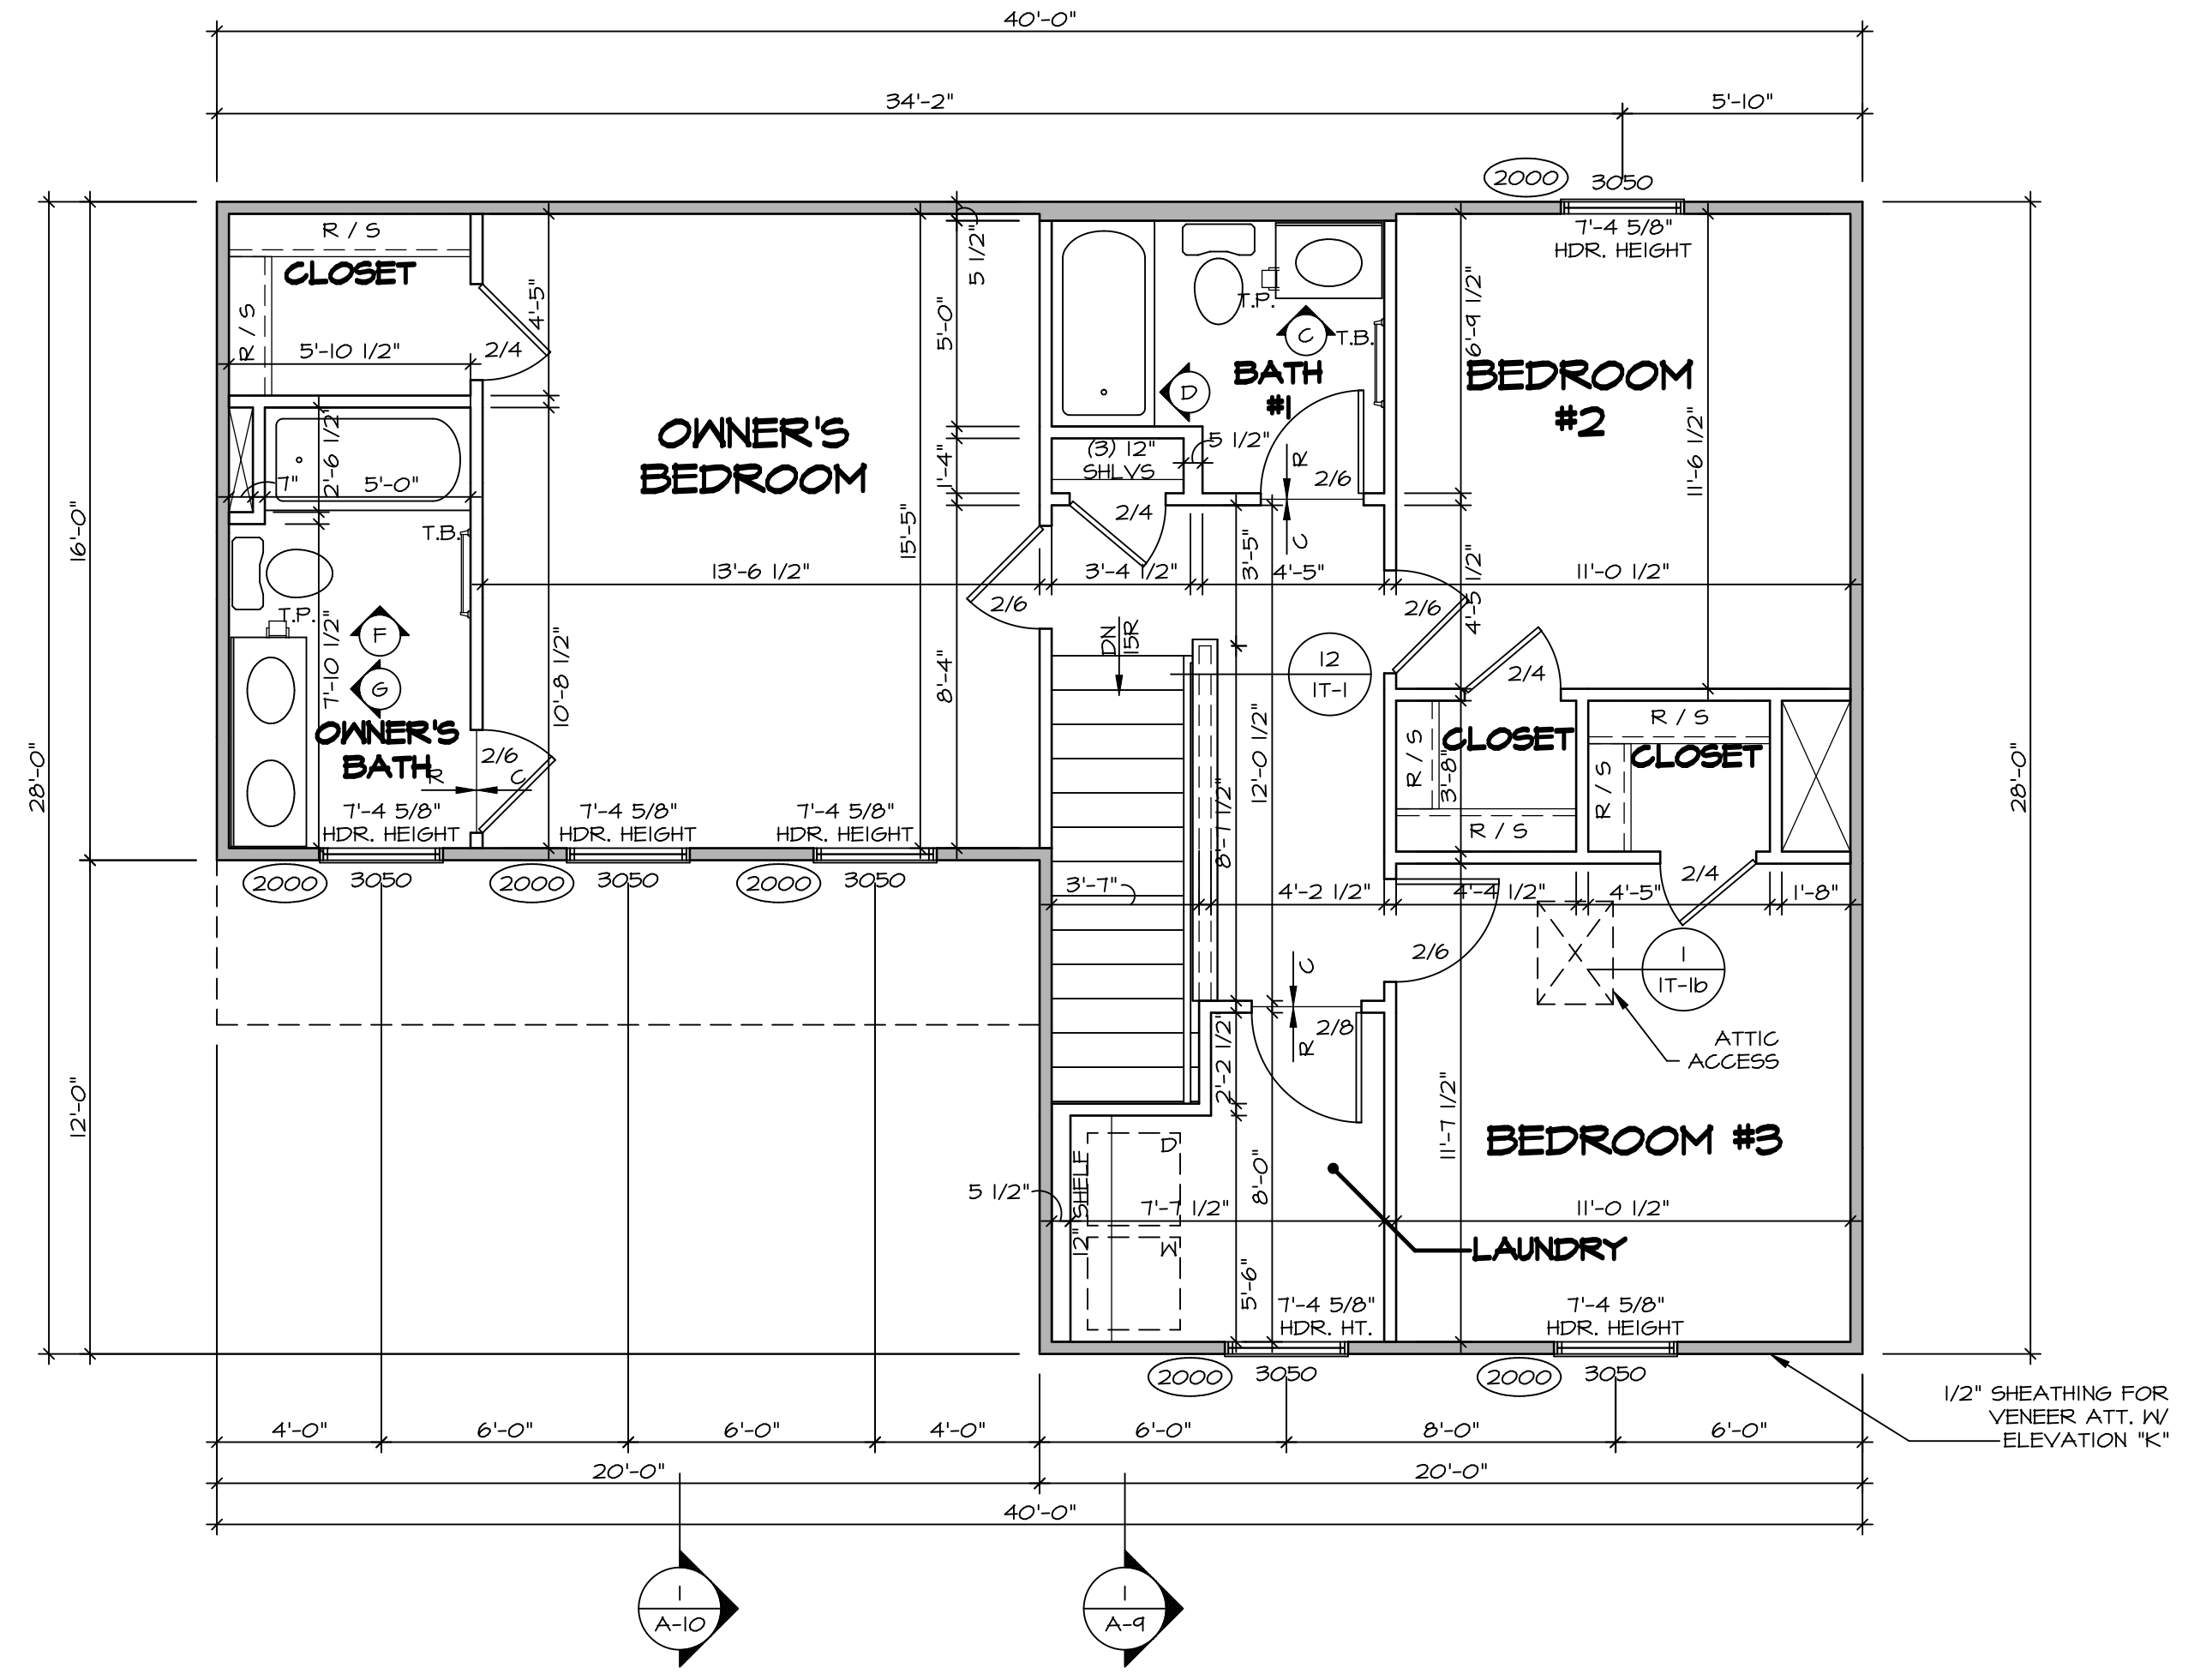 40'-0"
34'-2"
5'-10"
2000
3050
7'-4 5/8"
HDR. HEIGHT
R / S
CLOSET
R / S
5'-10 1/2"
2/4
4'-5"
5 1/2"
5'-0"
T.P.
C
T.B.
D
BATH
#1
6'-9 1/2"
BEDROOM
#2
11'-6 1/2"
OWNER'S
BEDROOM
2'-6 1/2"
7"
5'-0"
T.B.
1'-4"
(3) 12"
SHLVS
5 1/2"
R
2/6
2/4
C
16'-0"
15'-5"
13'-6 1/2"
3'-4 1/2"
3'-5"
4'-5"
4'-5 1/2"
11'-0 1/2"
2/6
2/6
T.P.
F
G
7'-10 1/2"
10'-8 1/2"
8'-4"
DN
15R
12
IT-1
2/4
OWNER'S
BATH
2/6
R
C
R / S
CLOSET
R / S
CLOSET
R / S
R / S
3'-8"
28'-0"
28'-0"
12'-0 1/2"
8'-7 1/2"
7'-4 5/8"
HDR. HEIGHT
7'-4 5/8"
HDR. HEIGHT
7'-4 5/8"
HDR. HEIGHT
2000
3050
2000
3050
2000
3050
3'-7"
4'-2 1/2"
4'-4 1/2"
4'-5"
2/4
1'-8"
2/6
1
IT-1b
C
R
2/8
ATTIC
ACCESS
2'-2 1/2"
12'-0"
11'-7 1/2"
BEDROOM #3
D
12" SHELF
5 1/2"
7'-7 1/2"
8'-0"
11'-0 1/2"
W
LAUNDRY
5'-6"
7'-4 5/8"
HDR. HT.
7'-4 5/8"
HDR. HEIGHT
2000
3050
2000
3050
1/2" SHEATHING FOR
VENEER ATT. W/
ELEVATION "K"
4'-0"
6'-0"
6'-0"
4'-0"
6'-0"
8'-0"
6'-0"
20'-0"
20'-0"
40'-0"
1
A-10
1
A-9